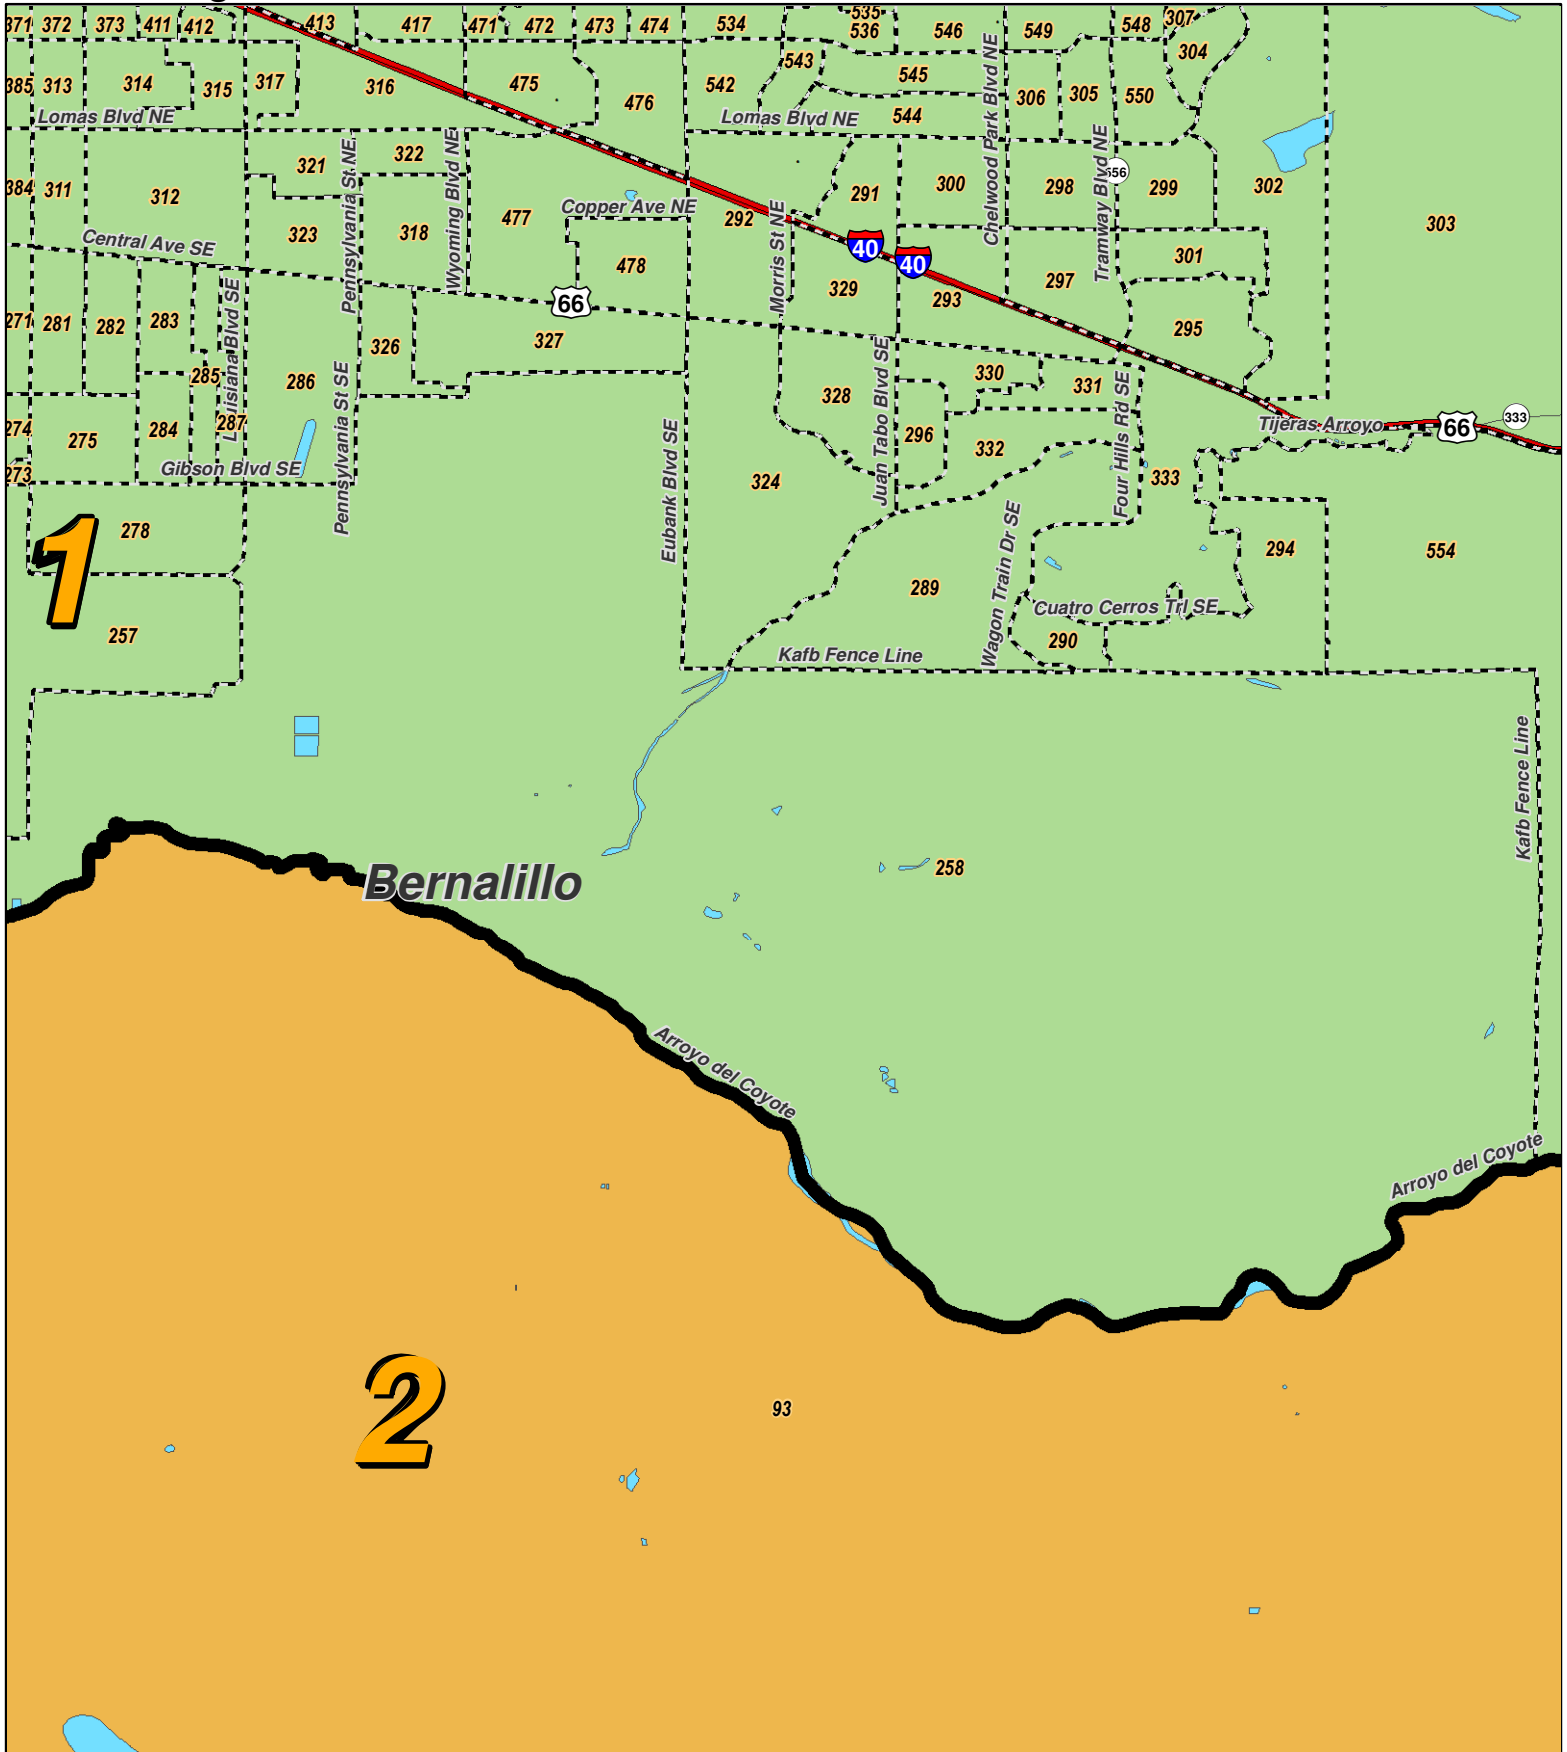 371 372 373 411 412 413 417 471 472 473 474 534 535 536 546 549 548 307
304
385 313 314 315 317 316 475 476 542 543 545 544 306 305 550
Lomas Blvd NE
Lomas Blvd NE
Chelwood Park Blvd NE
384 311 312 321 322 477 292 291 300 298 299 302 303
Pennsylvania St NE
Wyoming Blvd NE
Copper Ave NE
Morris St NE
Tramway Blvd NE
556
Central Ave SE
323 318 478 329 293 297 301
40
40
66
271 281 282 283 285 286 326 327 328 330 331 295
Louisiana Blvd SE
Pennsylvania St SE
Juan Tabo Blvd SE
Four Hills Rd SE
274 275 284 287 296 332 333
273
Gibson Blvd SE
Eubank Blvd SE
324
Tijeras Arroyo
66
333
1
278
257
289
Wagon Train Dr SE
294
554
Cuatro Cerros Trl SE
290
Kafb Fence Line
Kafb Fence Line
258
Bernalillo
Arroyo del Coyote
Arroyo del Coyote
2
93